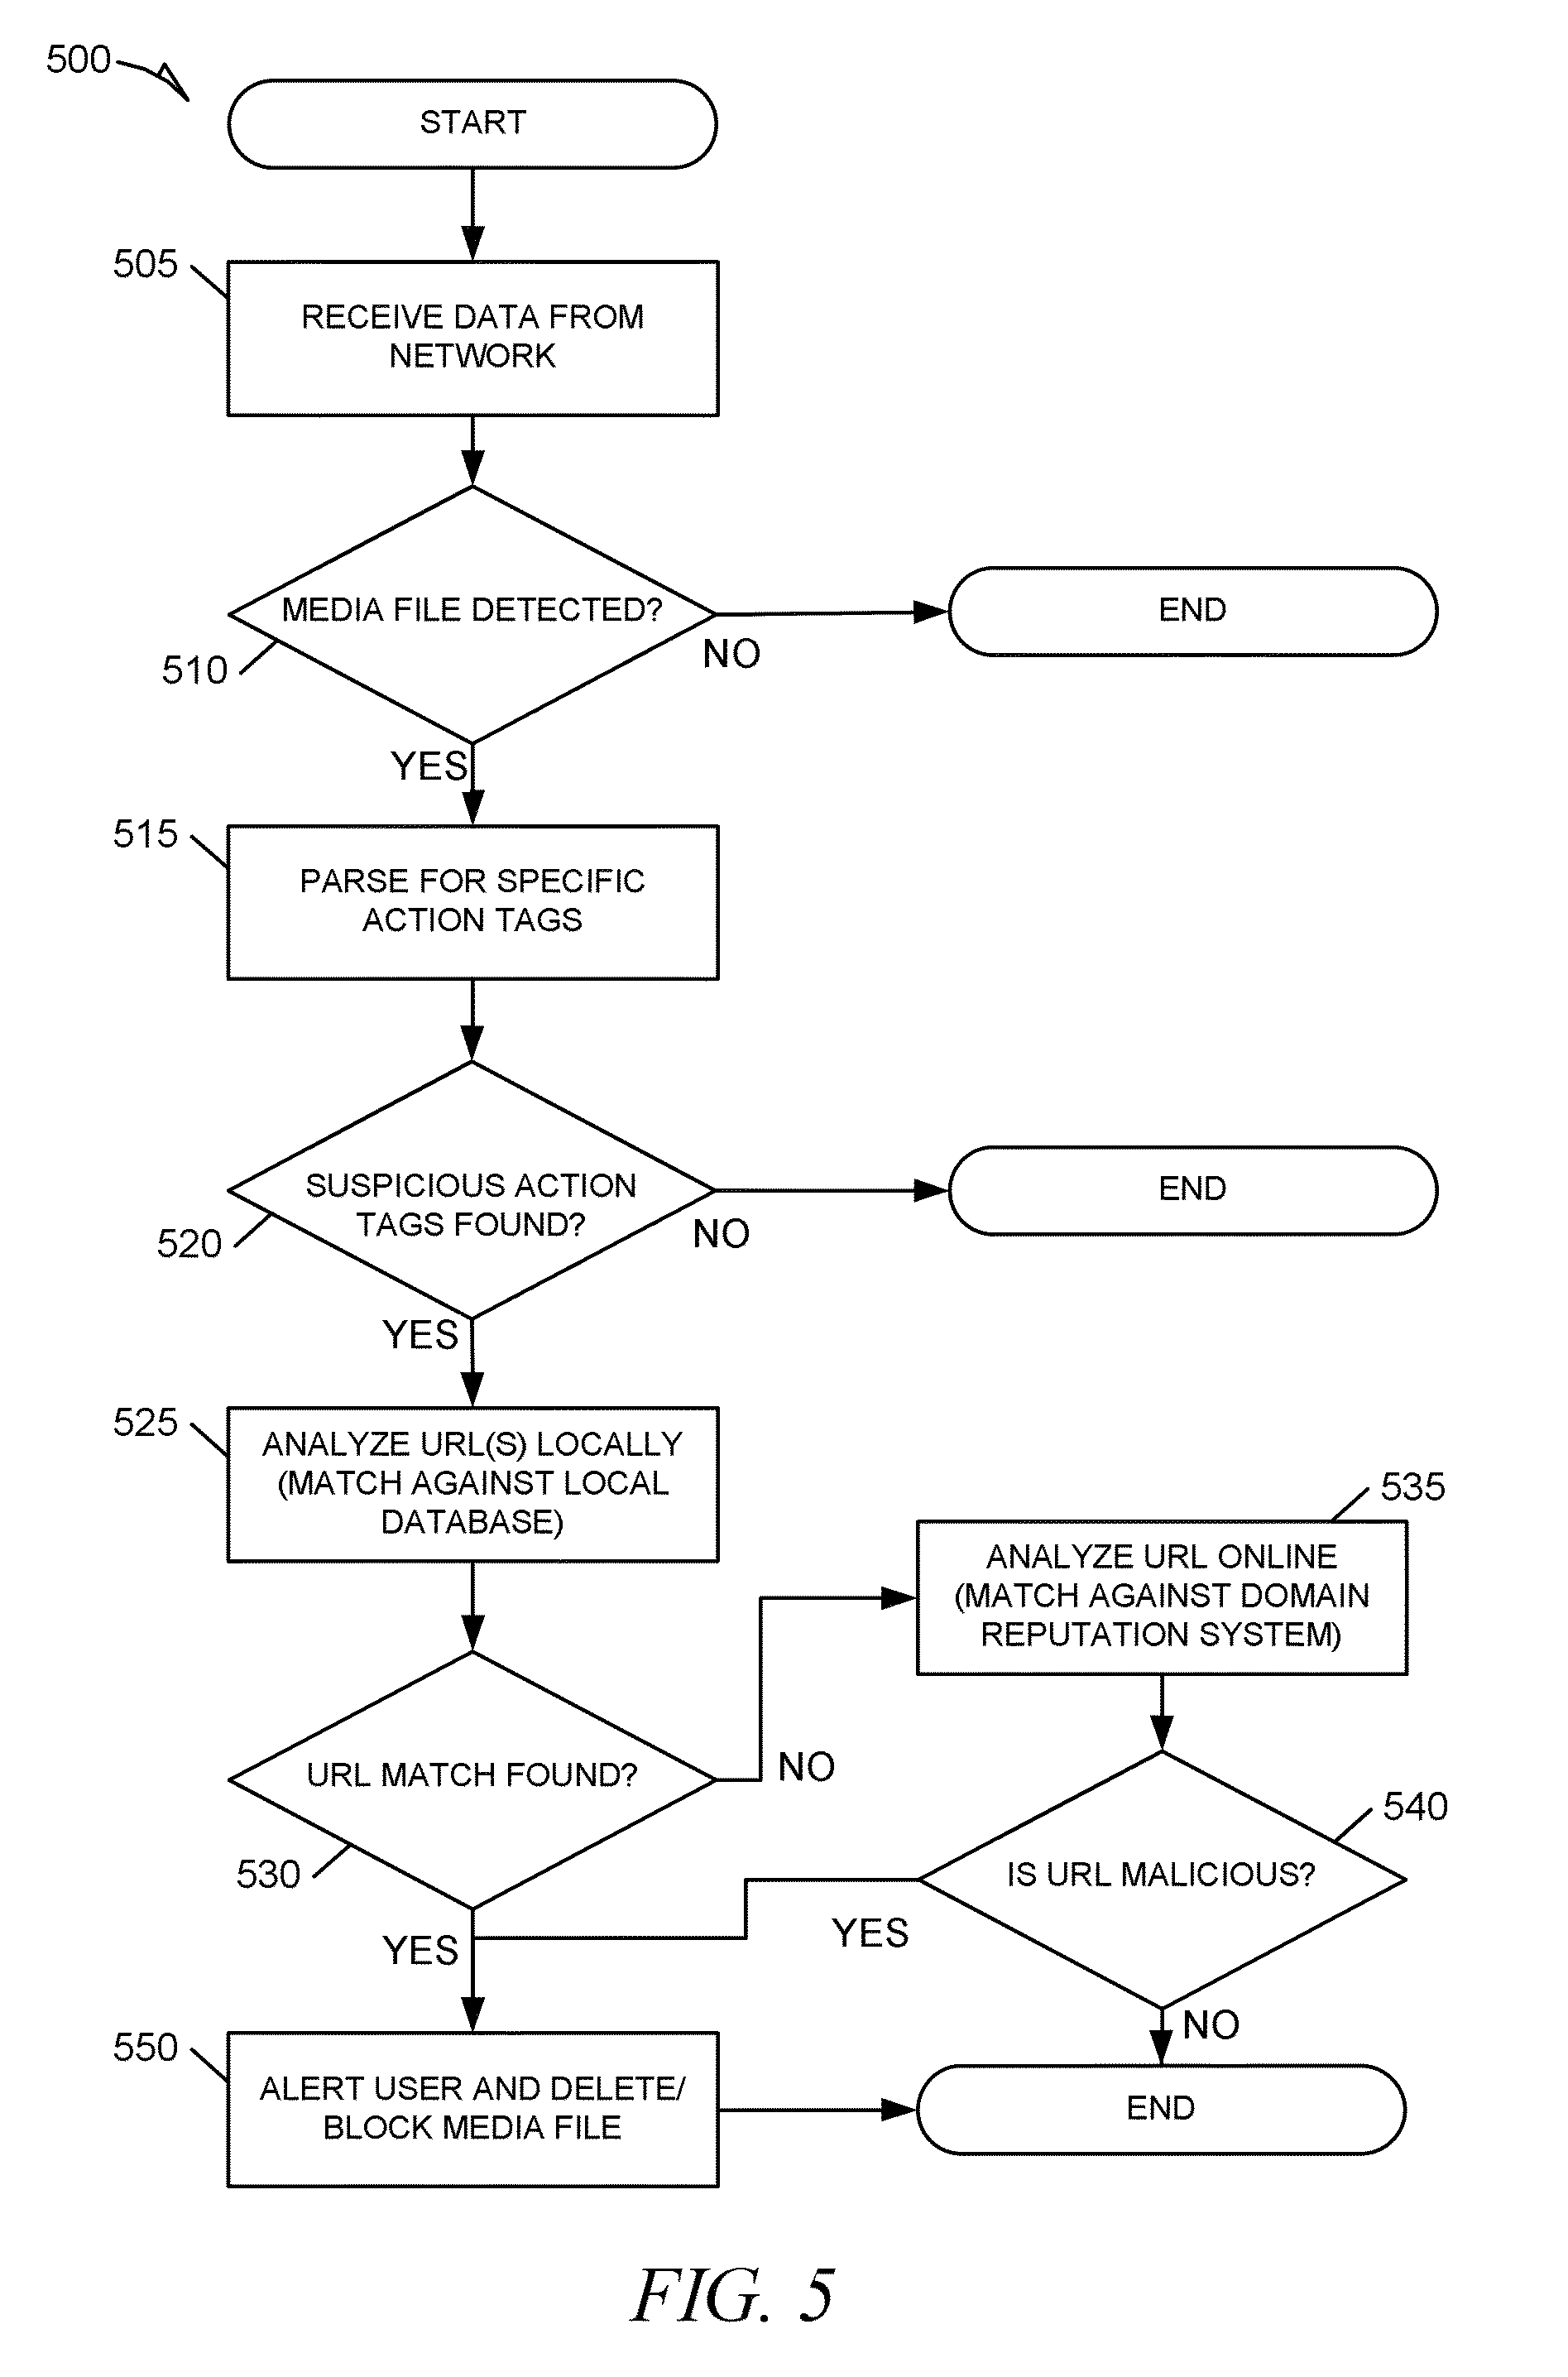 500
START
505
RECEIVE DATA FROM
NETWORK
MEDIA FILE DETECTED?
END
NO
510
YES
515
PARSE FOR SPECIFIC
ACTION TAGS
SUSPICIOUS ACTION
TAGS FOUND?
END
NO
520
YES
525
ANALYZE URL(S) LOCALLY
(MATCH AGAINST LOCAL
DATABASE)
535
ANALYZE URL ONLINE
(MATCH AGAINST DOMAIN
REPUTATION SYSTEM)
URL MATCH FOUND?
NO
530
540
IS URL MALICIOUS?
YES
YES
NO
550
ALERT USER AND DELETE/
BLOCK MEDIA FILE
END
FIG. 5